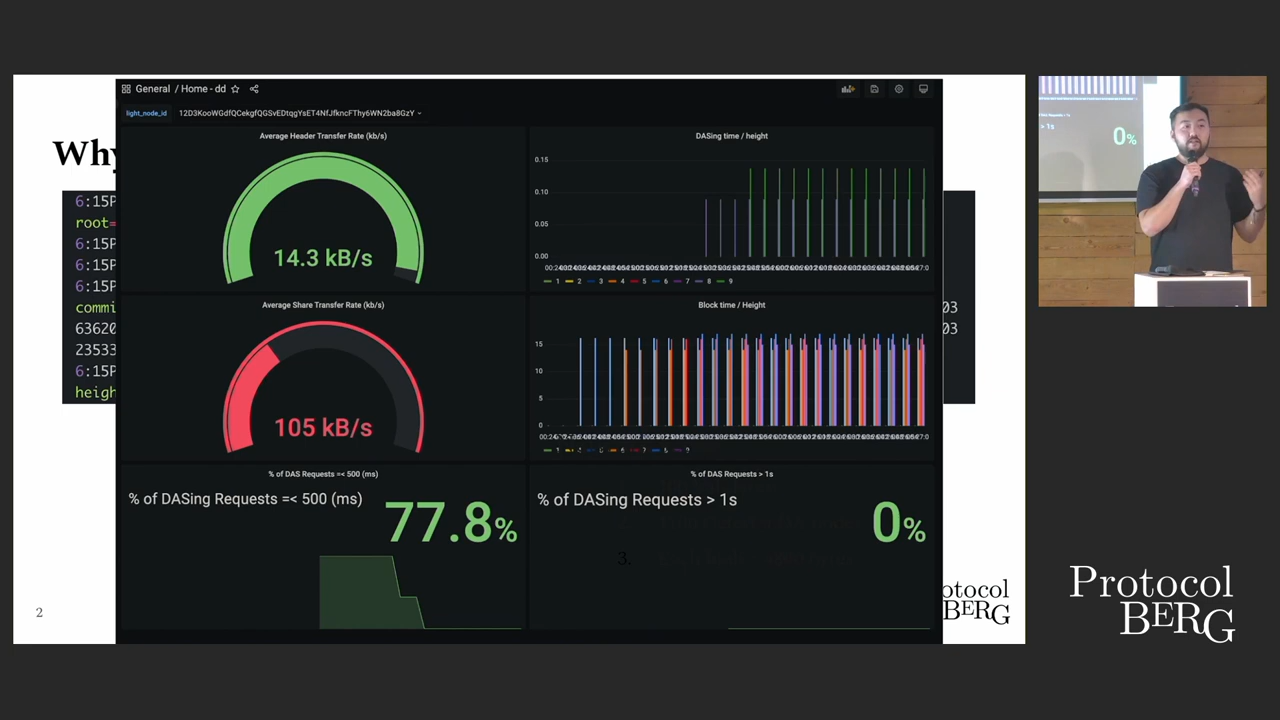 Why
6:15P
root=
6:15P
6:15P
6:15P
commi
63620
23533
6:15P
heigh
03
03
General / Home - dd
light_node_id
Average Header Transfer Rate (kb/s)
14.3 kB/s
DASing time / height
0.15
0.10
0.05
0.00
1 2 3 4 5 6 7 8 9
Average Share Transfer Rate (kb/s)
105 kB/s
Block time / Height
15
10
5
0
% of DAS Requests =< 500 (ms)
% of DASing Requests =< 500 (ms)
77.8%
% of DAS Requests > 1s
% of DASing Requests > 1s
0%
3.
2
otocol
BERG
> 1s
0%
Protocol
BERG